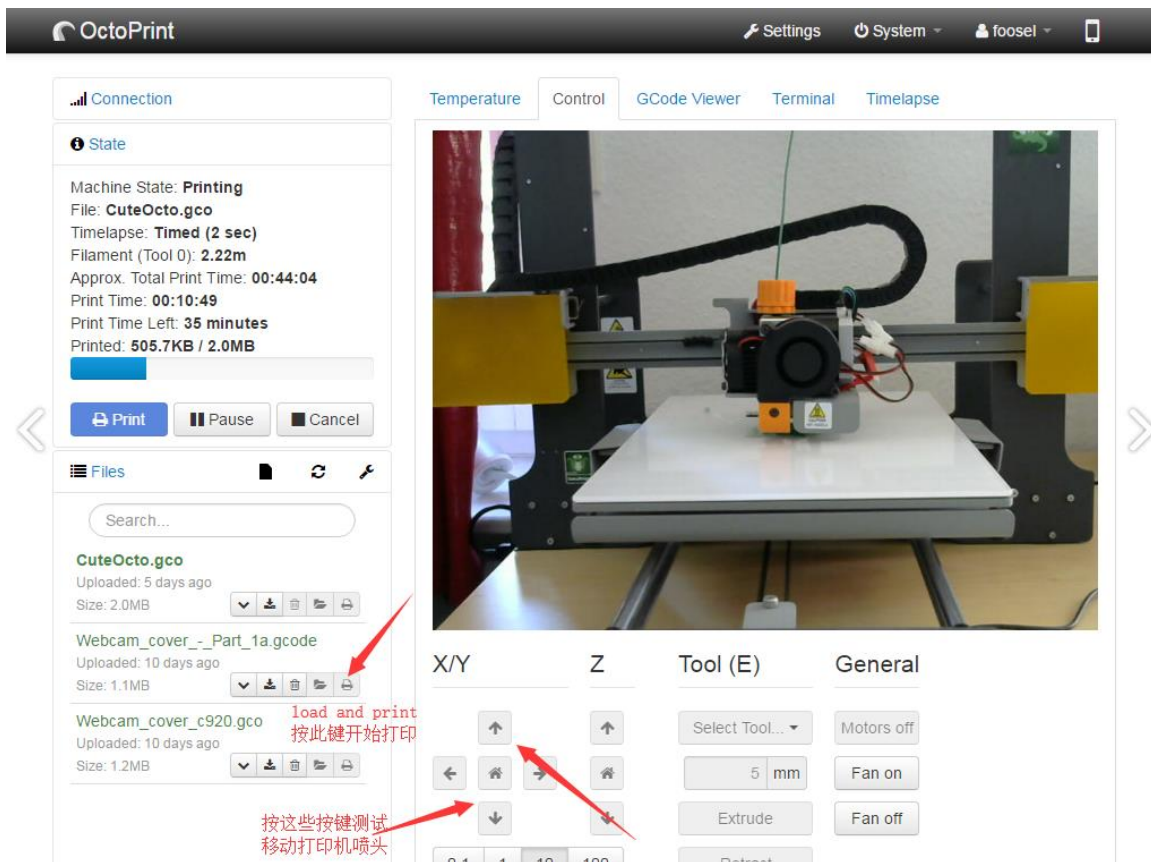 OctoPrint
Settings
System
foosel
Connection
State
Machine State: Printing
File: CuteOcto.gco
Timelapse: Timed (2 sec)
Filament (Tool 0): 2.22m
Approx. Total Print Time: 00:44:04
Print Time: 00:10:49
Print Time Left: 35 minutes
Printed: 505.7KB / 2.0MB
Print
Pause
Cancel
Files
Search...
CuteOcto.gco
Uploaded: 5 days ago
Size: 2.0MB
Webcam_cover_-_Part_1a.gcode
Uploaded: 10 days ago
Size: 1.1MB
load and print
按此键开始打印
Webcam_cover_c920.gco
Uploaded: 10 days ago
Size: 1.2MB
按这些按键测试
移动打印机喷头
Temperature
Control
GCode Viewer
Terminal
Timelapse
X/Y
Z
Tool (E)
General
Select Tool...
Motors off
5 mm
Fan on
Extrude
Fan off
0.1 1 10 100
Retract